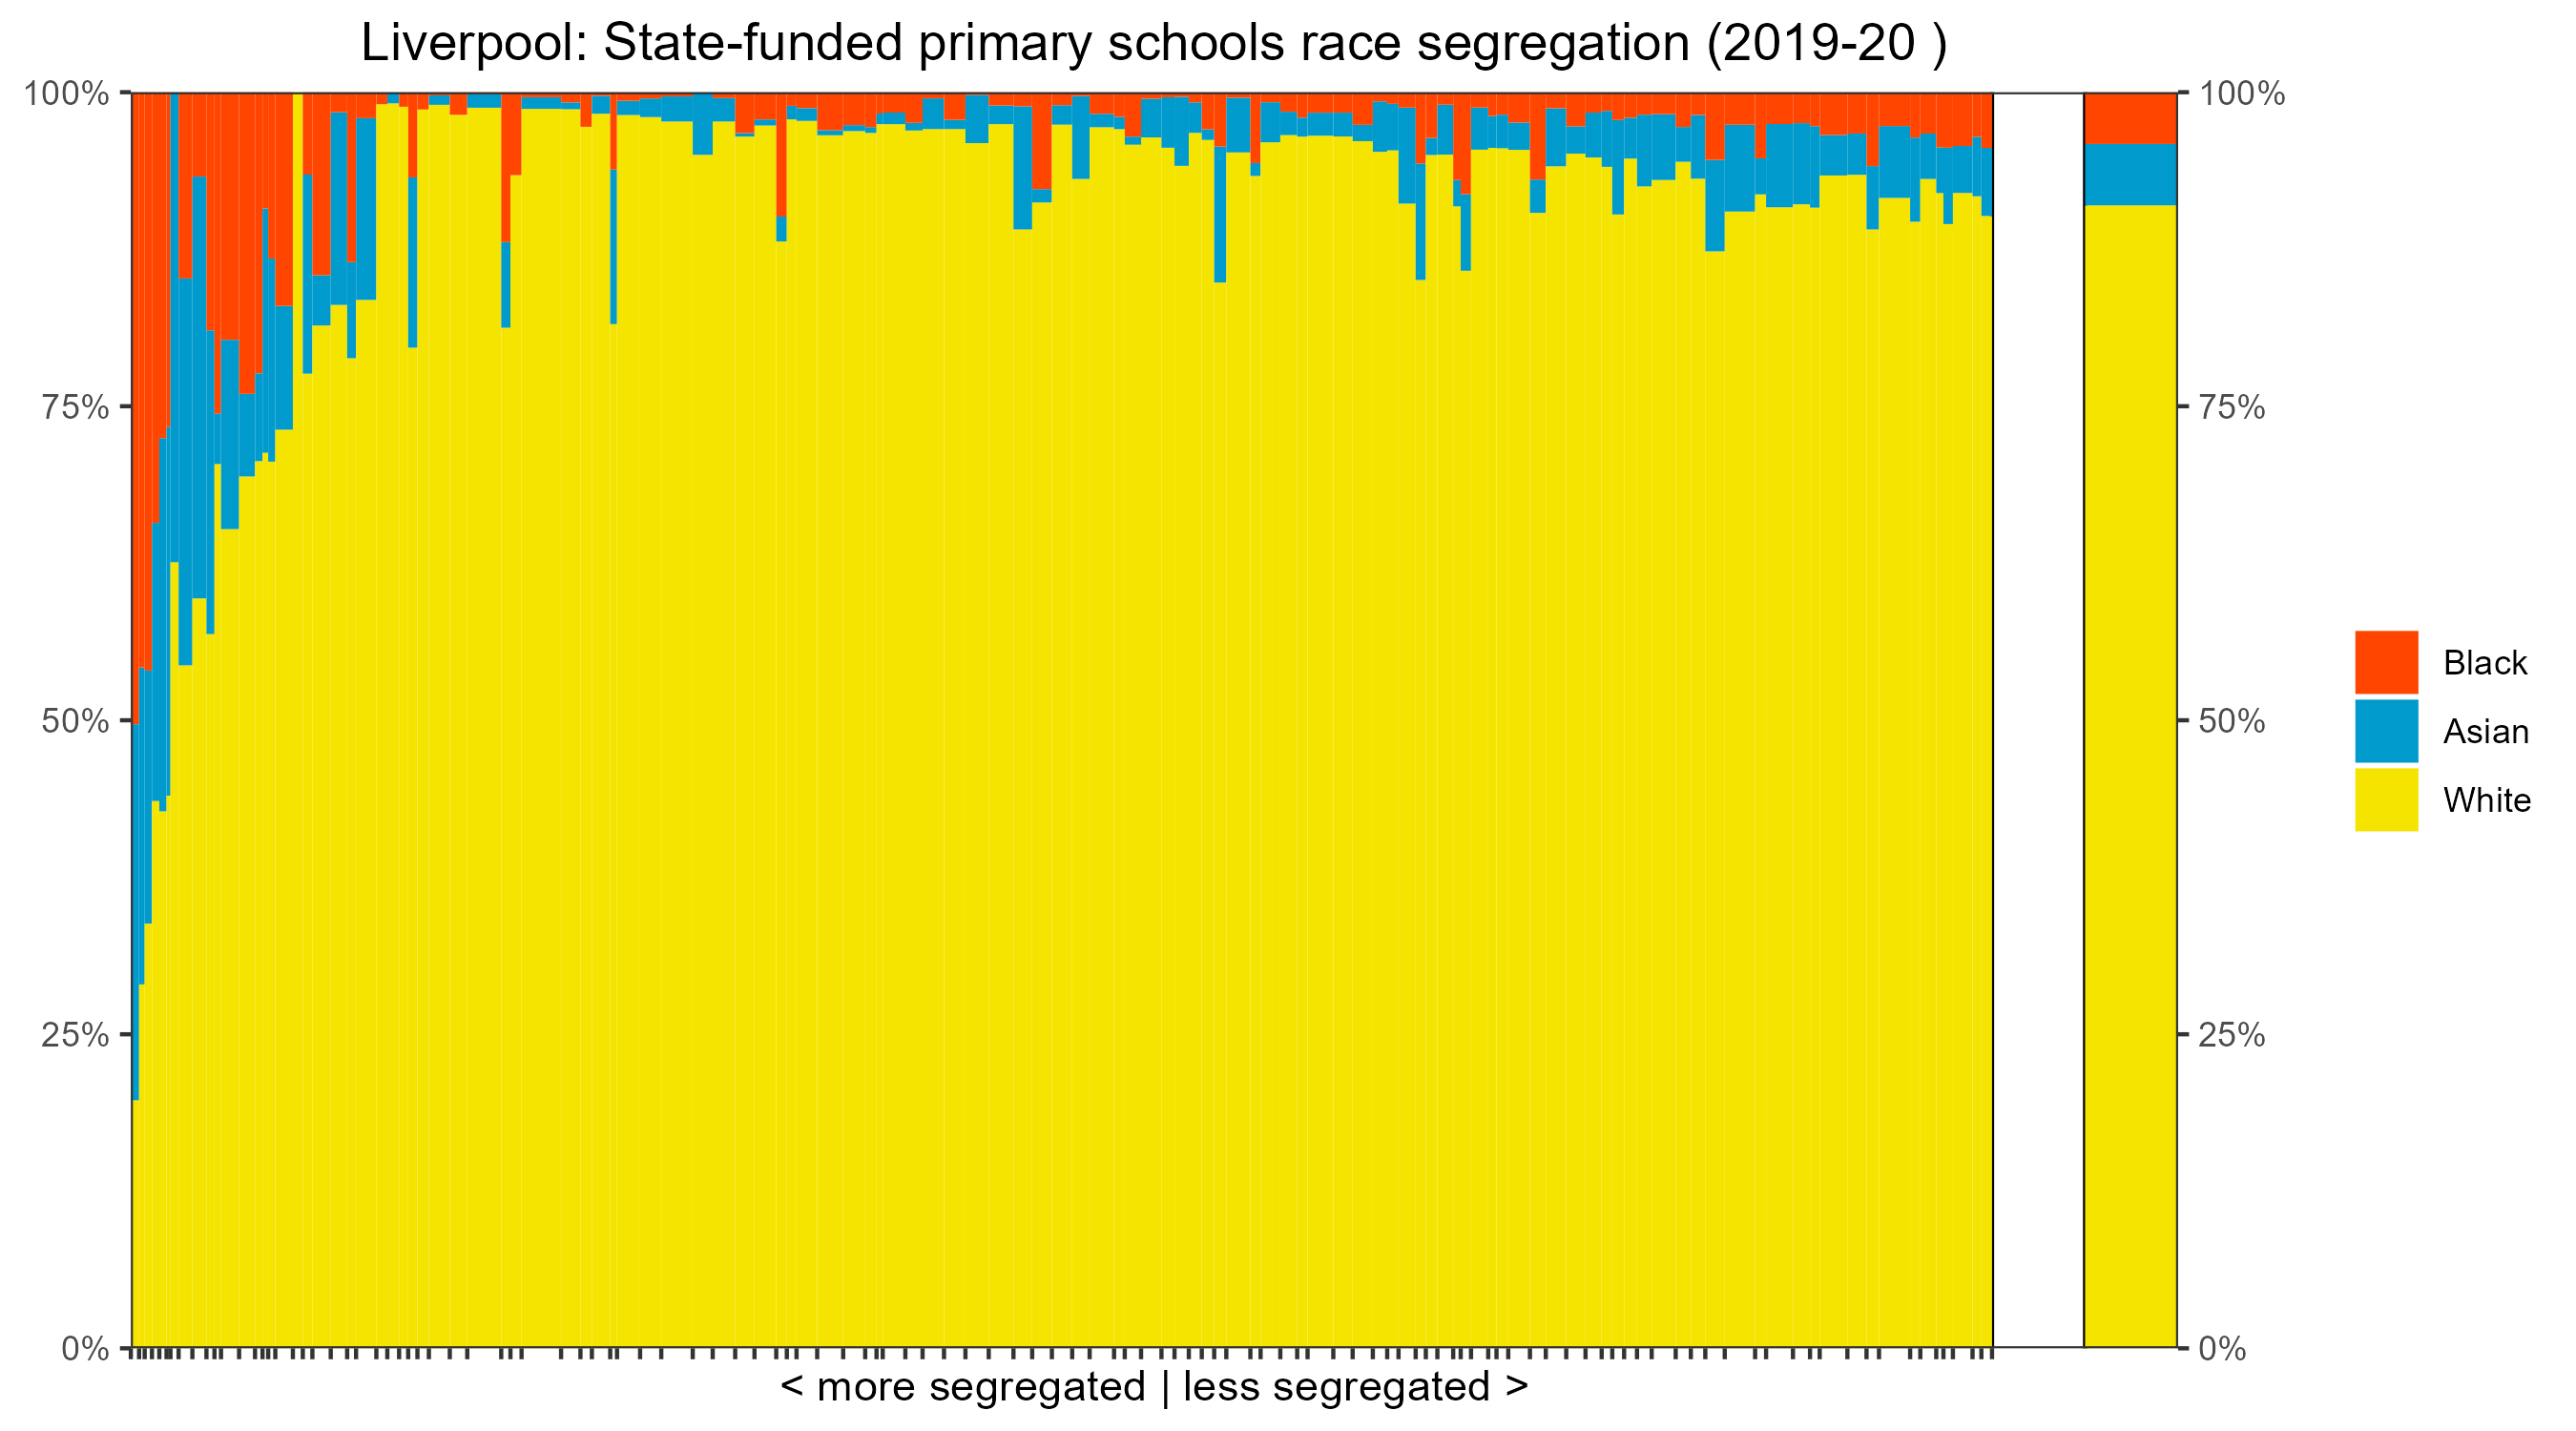 Liverpool: State-funded primary schools race segregation (2019-20 )
100%
75%
50%
25%
0%
100%
75%
50%
25%
0%
Black
Asian
White
< more segregated | less segregated >